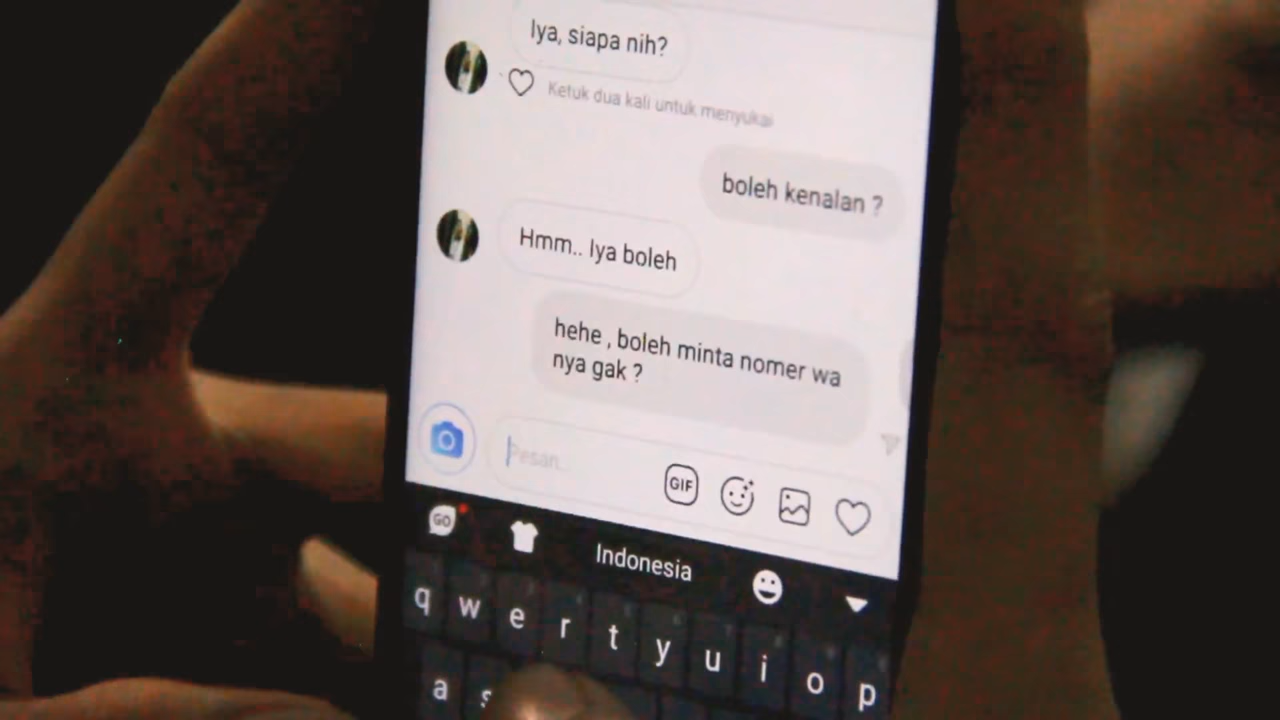 Iya, siapa nih?
Ketuk dua kali untuk menyukai
boleh kenalan ?
Hmm.. Iya boleh
hehe , boleh minta nomer wa
nya gak ?
Pesan...
GIF
GO
Indonesia
q w e r t y u i o p
a s